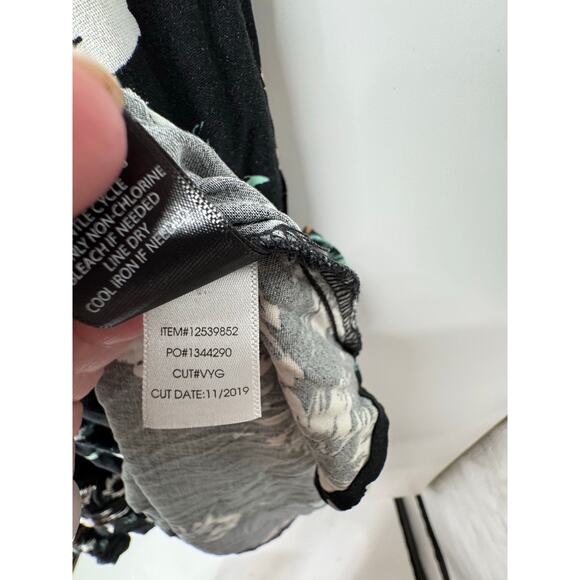 CYCLE
ONLY NON-CHLORINE
BLEACH IF NEEDED
LINE DRY
COOL IRON IF NEEDED
ITEM#12539852
PO#1344290
CUT#VYG
CUT DATE:11/2019